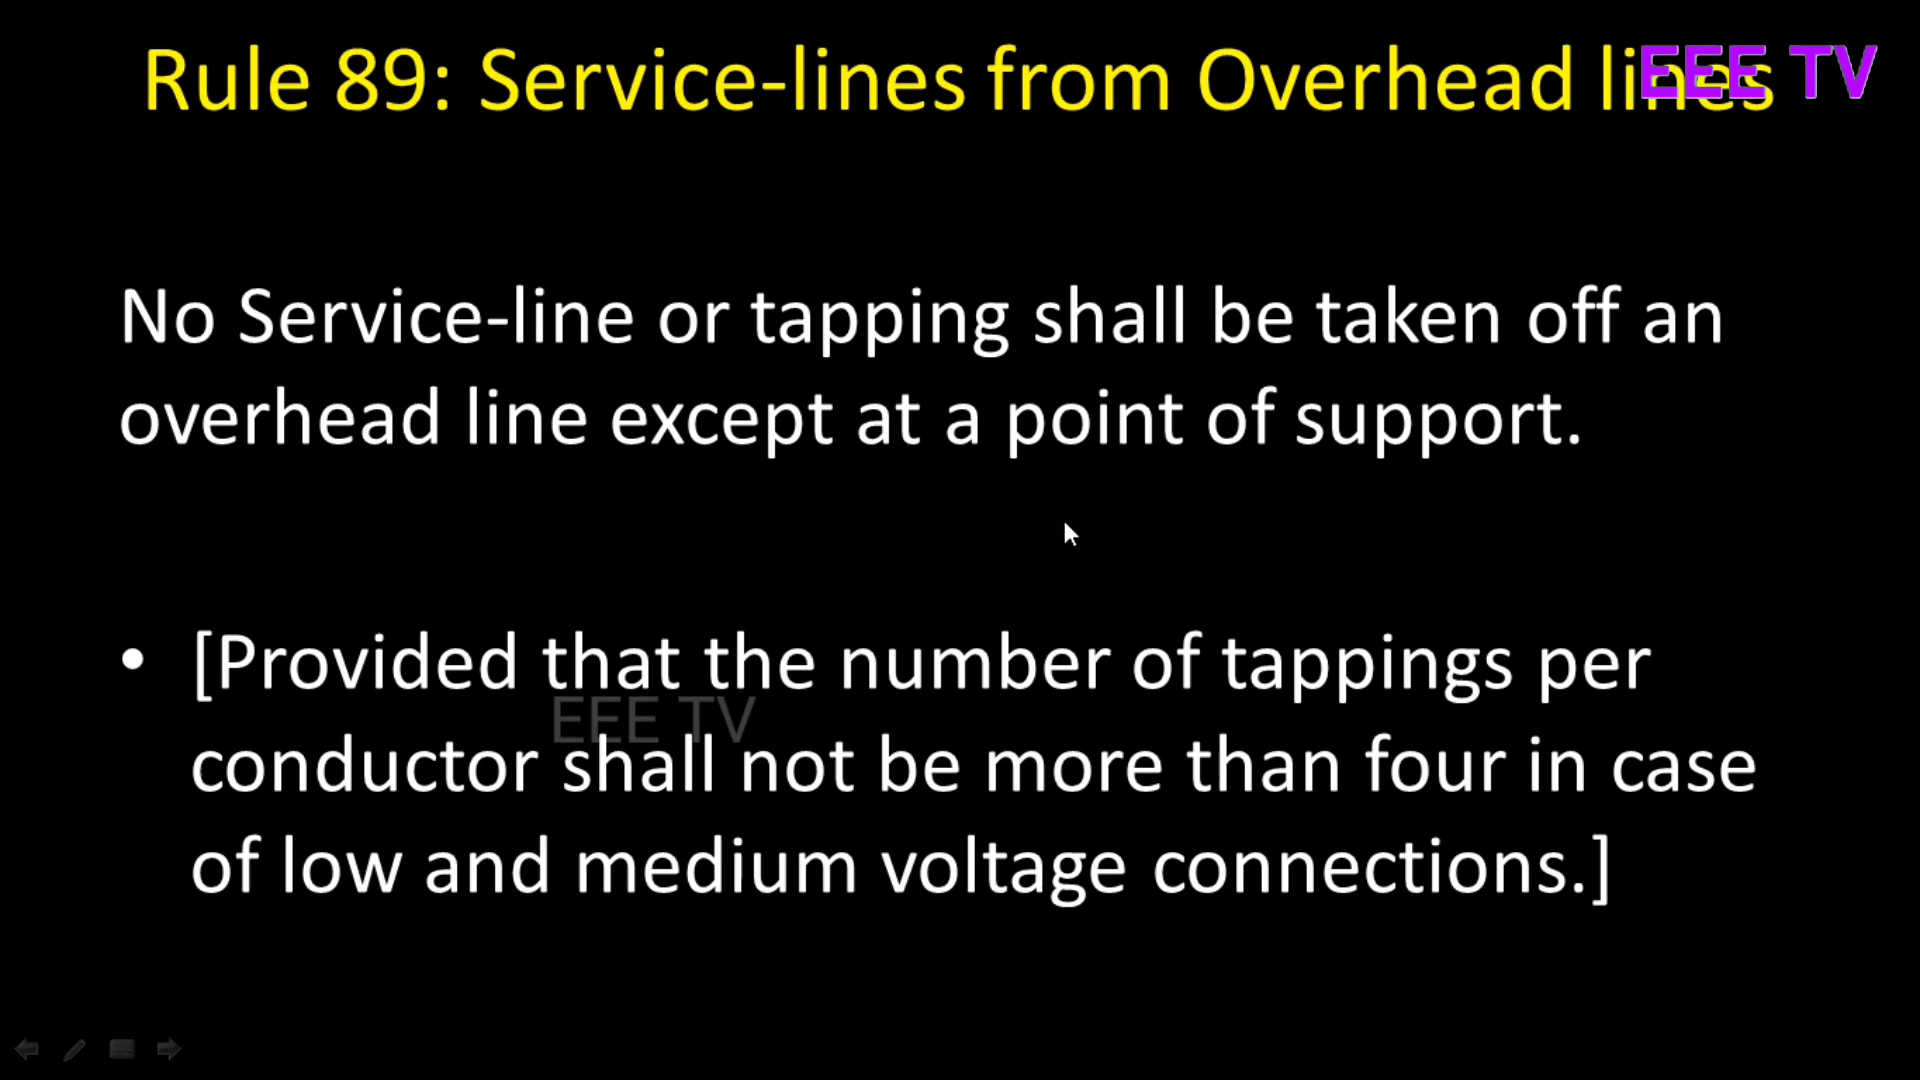 Rule 89: Service-lines from Overhead lines
EEE TV
No Service-line or tapping shall be taken off an
overhead line except at a point of support.
• [Provided that the number of tappings per
EEE TV
conductor shall not be more than four in case
of low and medium voltage connections.]